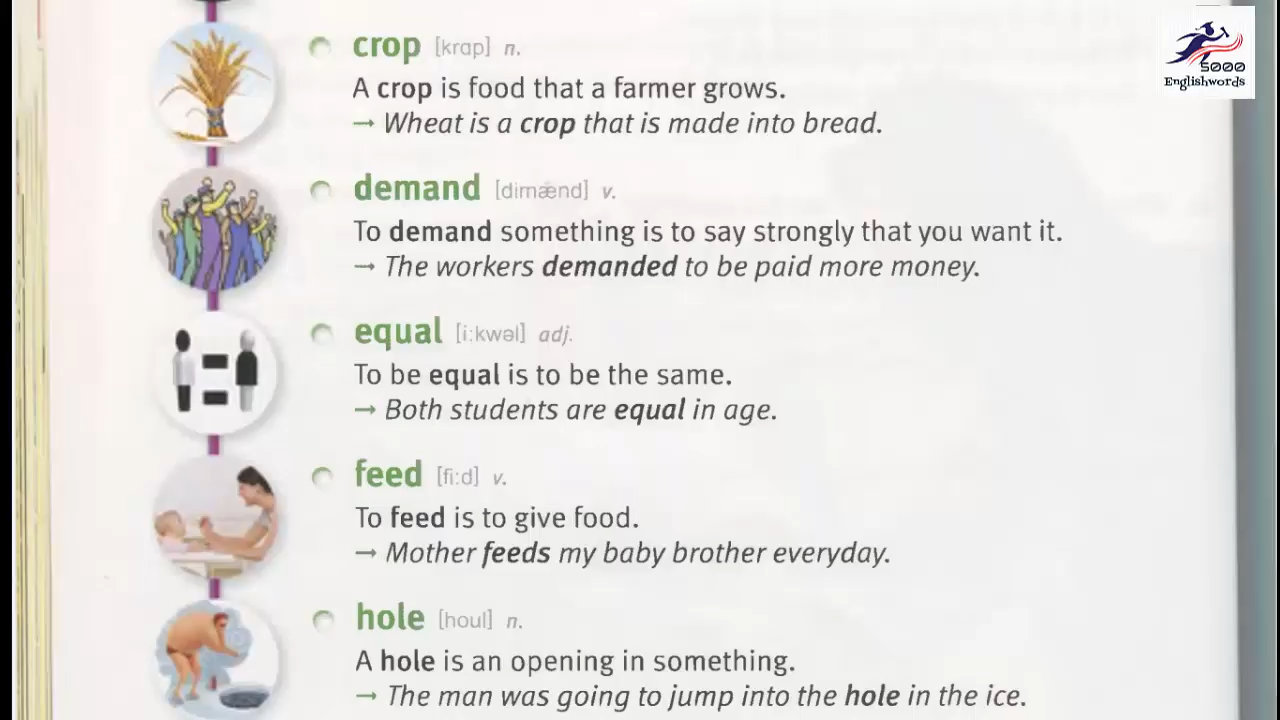 5000
Englishwords
crop [krɑp] n.
A crop is food that a farmer grows.
→ Wheat is a crop that is made into bread.
demand [dimǽnd] v.
To demand something is to say strongly that you want it.
→ The workers demanded to be paid more money.
equal [i:kwəl] adj.
To be equal is to be the same.
→ Both students are equal in age.
feed [fi:d] v.
To feed is to give food.
→ Mother feeds my baby brother everyday.
hole [houl] n.
A hole is an opening in something.
→ The man was going to jump into the hole in the ice.